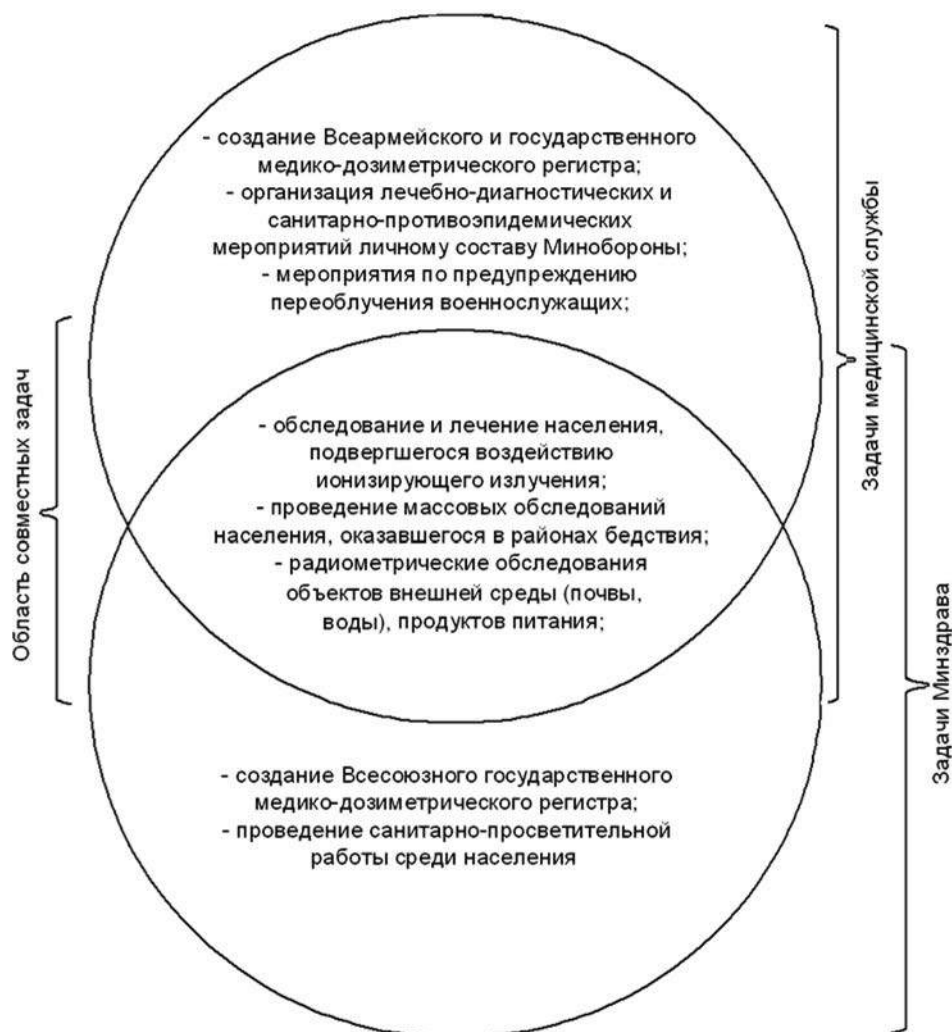 - создание Всеармейского и государственного
медико-дозиметрического регистра;
- организация лечебно-диагностических и
санитарно-противоэпидемических
мероприятий личному составу Минобороны;
- мероприятия по предупреждению
переоблучения военнослужащих;
Задачи медицинской службы
Область совместных задач
- обследование и лечение населения,
подвергшегося воздействию
ионизирующего излучения;
- проведение массовых обследований
населения, оказавшегося в районах бедствия;
- радиометрические обследования
объектов внешней среды (почвы,
воды), продуктов питания;
Задачи Минздрава
- создание Всесоюзного государственного
медико-дозиметрического регистра;
- проведение санитарно-просветительной
работы среди населения